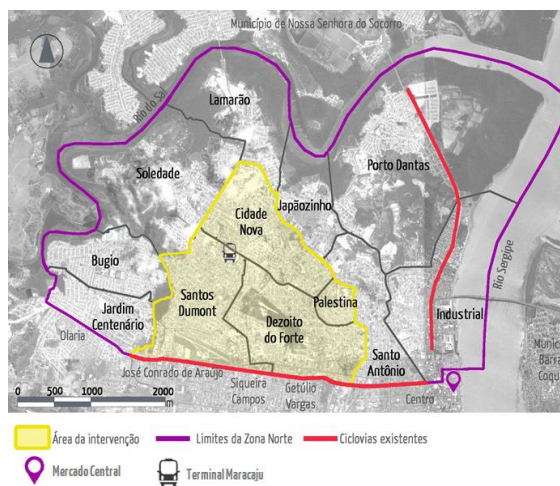 Município de Nossa Senhora do Socorro
Rio do Sal
Lamarão
Porto Dantas
Soledade
Japãozinho
Cidade
Nova
Bugio
Rio Sergipe
Santos
Dumont
Palestina
Jardim
Centenário
Industrial
Dezoito
do Forte
Olaria
Santo
Antônio
José Conrado de Araújo
Siqueira
Campos
Getúlio
Vargas
Centro
0 500 1000 2000
m
Área da intervenção
Limites da Zona Norte
Ciclovias existentes
Mercado Central
Terminal Maracaju